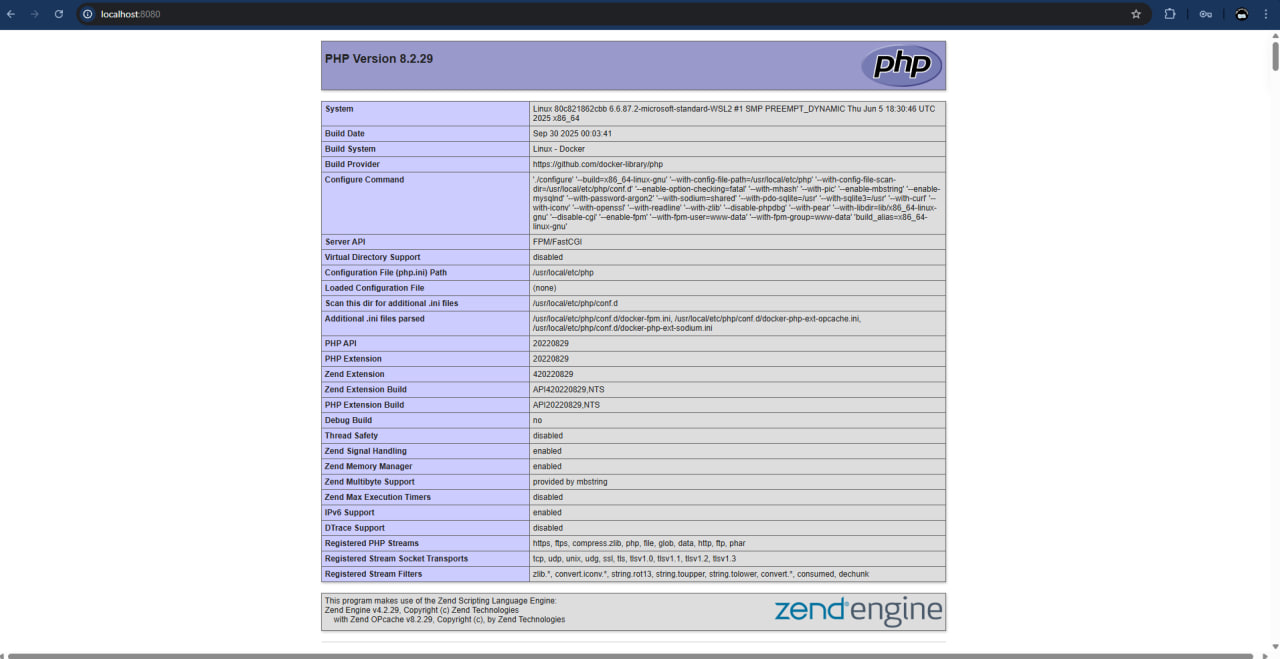 localhost:8080
PHP Version 8.2.29
php
System Linux 80c821862cbb 6.6.87.2-microsoft-standard-WSL2 #1 SMP PREEMPT_DYNAMIC Thu Jun 5 18:30:46 UTC
2025 x86_64
Build Date Sep 30 2025 00:03:41
Build System Linux - Docker
Build Provider https://github.com/docker-library/php
Configure Command './configure' '--build=x86_64-linux-gnu' '--with-config-file-path=/usr/local/etc/php' '--with-config-file-scan-
dir=/usr/local/etc/php/conf.d' '--enable-option-checking=fatal' '--with-mhash' '--with-pic' '--enable-mbstring' '--enable-
mysqlnd' '--with-password-argon2' '--with-sodium=shared' '--with-pdo-sqlite=/usr' '--with-sqlite3=/usr' '--with-curl' '--
with-iconv' '--with-openssl' '--with-readline' '--with-zlib' '--disable-phpdbg' '--with-pear' '--with-libdir=lib/x86_64-linux-
gnu' '--disable-cgi' '--enable-fpm' '--with-fpm-user=www-data' '--with-fpm-group=www-data' 'build_alias=x86_64-
linux-gnu'
Server API FPM/FastCGI
Virtual Directory Support disabled
Configuration File (php.ini) Path /usr/local/etc/php
Loaded Configuration File (none)
Scan this dir for additional .ini files /usr/local/etc/php/conf.d
Additional .ini files parsed /usr/local/etc/php/conf.d/docker-fpm.ini, /usr/local/etc/php/conf.d/docker-php-ext-opcache.ini,
/usr/local/etc/php/conf.d/docker-php-ext-sodium.ini
PHP API 20220829
PHP Extension 20220829
Zend Extension 420220829
Zend Extension Build API420220829,NTS
PHP Extension Build API20220829,NTS
Debug Build no
Thread Safety disabled
Zend Signal Handling enabled
Zend Memory Manager enabled
Zend Multibyte Support provided by mbstring
Zend Max Execution Timers disabled
IPv6 Support enabled
DTrace Support disabled
Registered PHP Streams https, ftps, compress.zlib, php, file, glob, data, http, ftp, phar
Registered Stream Socket Transports tcp, udp, unix, udg, ssl, tls, tlsv1.0, tlsv1.1, tlsv1.2, tlsv1.3
Registered Stream Filters zlib.*, convert.iconv.*, string.rot13, string.toupper, string.tolower, convert.*, consumed, dechunk
This program makes use of the Zend Scripting Language Engine:
Zend Engine v4.2.29, Copyright (c) Zend Technologies
with Zend OPcache v8.2.29, Copyright (c), by Zend Technologies
zend engine